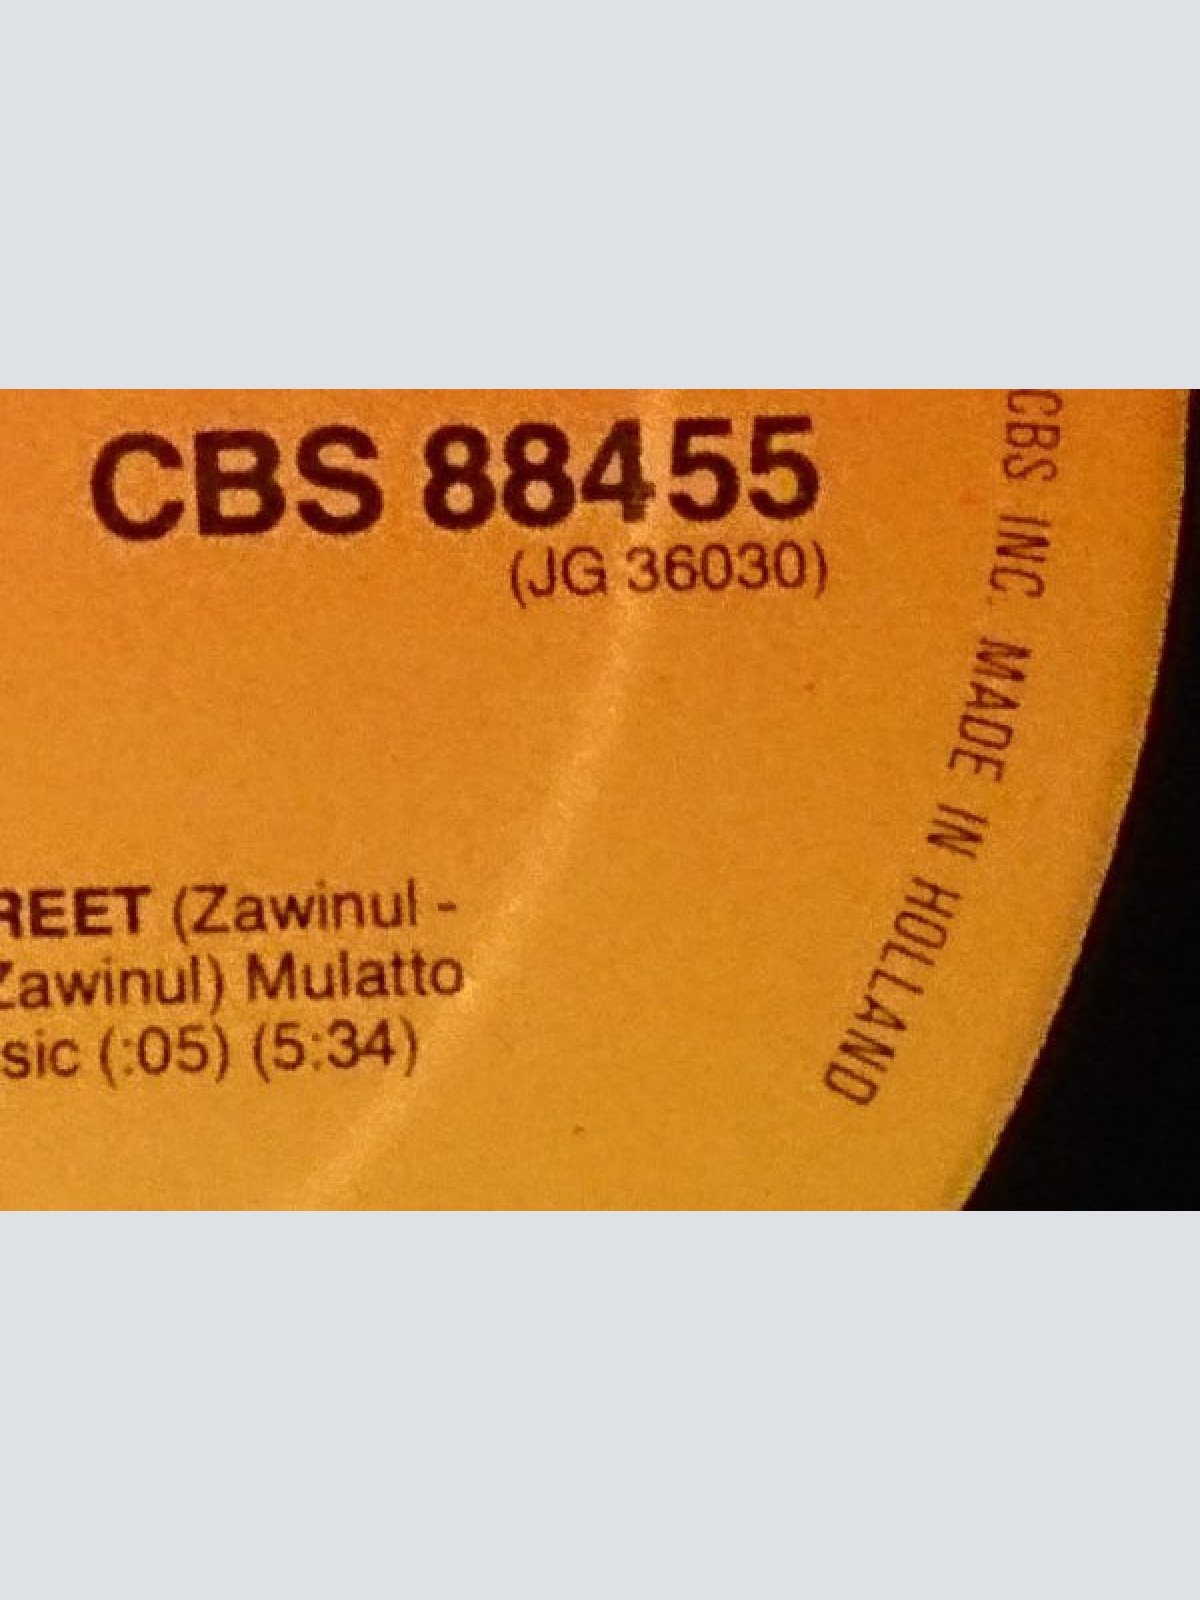 CBS 88455
(JG 36030)
REET (Zawinul -
Zawinul) Mulatto
sic (:05) (5:34)
CBS INC. MADE IN HOLLAND